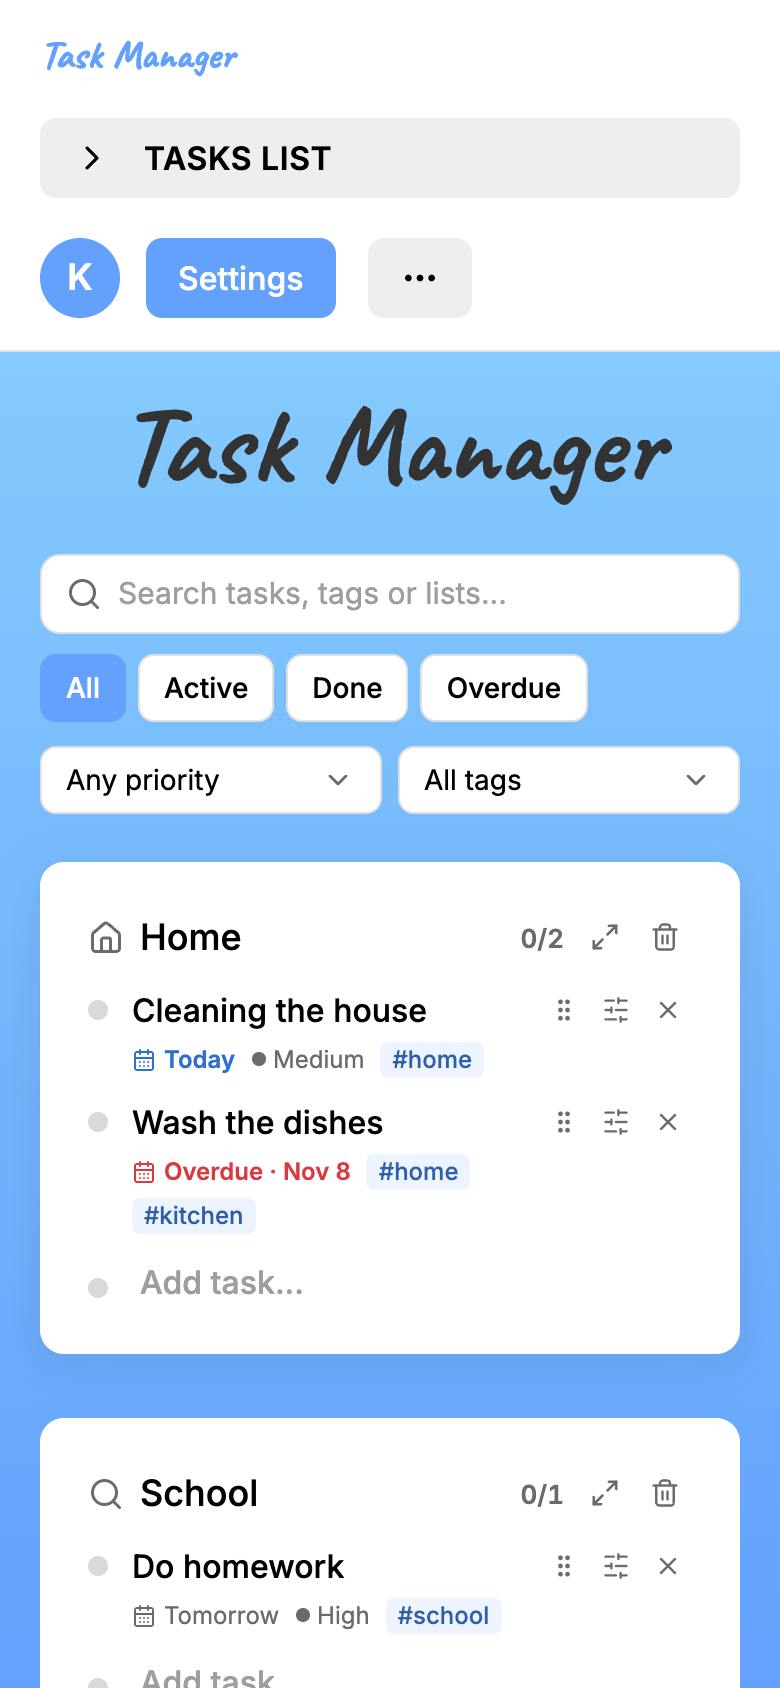 Task Manager
TASKS LIST
K Settings ...
Task Manager
Search tasks, tags or lists...
All Active Done Overdue
Any priority All tags
Home 0/2
Cleaning the house
Today Medium #home
Wash the dishes
Overdue · Nov 8 #home
#kitchen
Add task...
School 0/1
Do homework
Tomorrow High #school
Add task